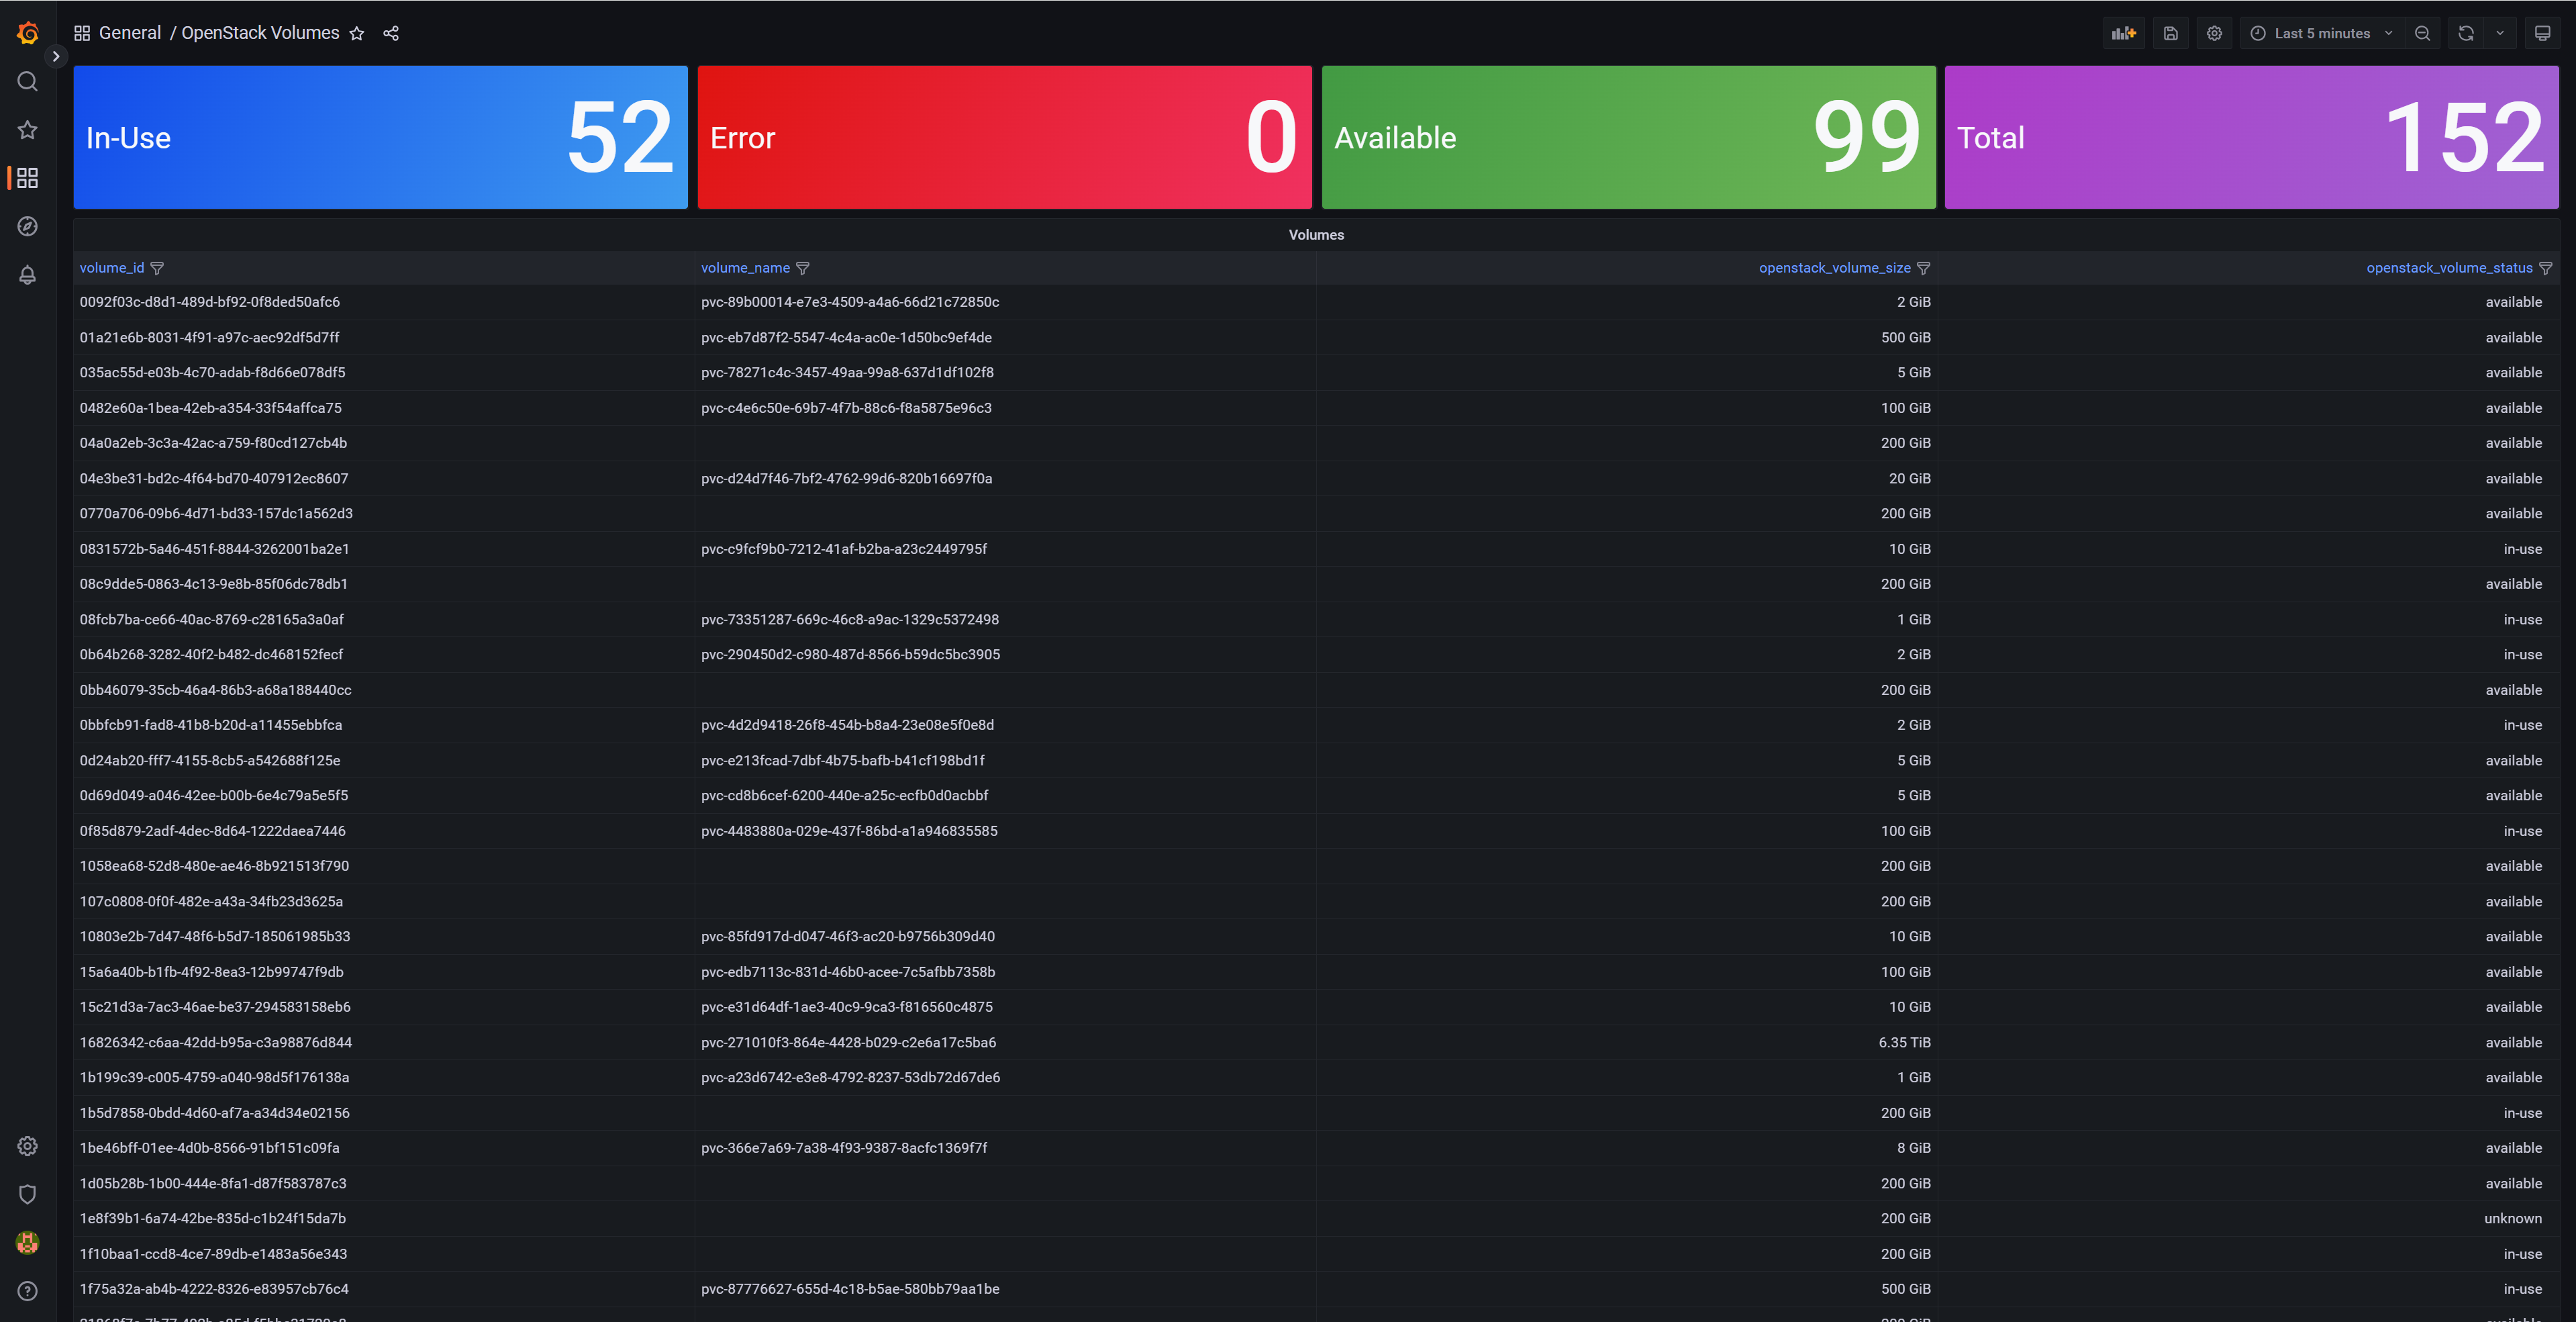 General / OpenStack Volumes
Last 5 minutes
In-Use 52
Error 0
Available 99
Total 152
Volumes
volume_id volume_name openstack_volume_size openstack_volume_status
0092f03c-d8d1-489d-bf92-0f8ded50afc6 pvc-89b00014-e7e3-4509-a4a6-66d21c72850c 2 GiB available
01a21e6b-8031-4f91-a97c-aec92df5d7ff pvc-eb7d87f2-5547-4c4a-ac0e-1d50bc9ef4de 500 GiB available
035ac55d-e03b-4c70-adab-f8d66e078df5 pvc-78271c4c-3457-49aa-99a8-637d1df102f8 5 GiB available
0482e60a-1bea-42eb-a354-33f54affca75 pvc-c4e6c50e-69b7-4f7b-88c6-f8a5875e96c3 100 GiB available
04a0a2eb-3c3a-42ac-a759-f80cd127cb4b 200 GiB available
04e3be31-bd2c-4f64-bd70-407912ec8607 pvc-d24d7f46-7bf2-4762-99d6-820b16697f0a 20 GiB available
0770a706-09b6-4d71-bd33-157dc1a562d3 200 GiB available
0831572b-5a46-451f-8844-3262001ba2e1 pvc-c9fcf9b0-7212-41af-b2ba-a23c2449795f 10 GiB in-use
08c9dde5-0863-4c13-9e8b-85f06dc78db1 200 GiB available
08fcb7ba-ce66-40ac-8769-c28165a3a0af pvc-73351287-669c-46c8-a9ac-1329c5372498 1 GiB in-use
0b64b268-3282-40f2-b482-dc468152fecf pvc-290450d2-c980-487d-8566-b59dc5bc3905 2 GiB in-use
0bb46079-35cb-46a4-86b3-a68a188440cc 200 GiB available
0bbfcb91-fad8-41b8-b20d-a11455ebbfca pvc-4d2d9418-26f8-454b-b8a4-23e08e5f0e8d 2 GiB in-use
0d24ab20-fff7-4155-8cb5-a542688f125e pvc-e213fcad-7dbf-4b75-bafb-b41cf198bd1f 5 GiB available
0d69d049-a046-42ee-b00b-6e4c79a5e5f5 pvc-cd8b6cef-6200-440e-a25c-ecfb0d0acbbf 5 GiB available
0f85d879-2adf-4dec-8d64-1222daea7446 pvc-4483880a-029e-437f-86bd-a1a946835585 100 GiB in-use
1058ea68-52d8-480e-ae46-8b921513f790 200 GiB available
107c0808-0f0f-482e-a43a-34fb23d3625a 200 GiB available
10803e2b-7d47-48f6-b5d7-185061985b33 pvc-85fd917d-d047-46f3-ac20-b9756b309d40 10 GiB available
15a6a40b-b1fb-4f92-8ea3-12b99747f9db pvc-edb7113c-831d-46b0-acee-7c5afbb7358b 100 GiB available
15c21d3a-7ac3-46ae-be37-294583158eb6 pvc-e31d64df-1ae3-40c9-9ca3-f816560c4875 10 GiB available
16826342-c6aa-42dd-b95a-c3a98876d844 pvc-271010f3-864e-4428-b029-c2e6a17c5ba6 6.35 TiB available
1b199c39-c005-4759-a040-98d5f176138a pvc-a23d6742-e3e8-4792-8237-53db72d67de6 1 GiB available
1b5d7858-0bdd-4d60-af7a-a34d34e02156 200 GiB in-use
1be46bff-01ee-4d0b-8566-91bf151c09fa pvc-366e7a69-7a38-4f93-9387-8acfc1369f7f 8 GiB available
1d05b28b-1b00-444e-8fa1-d87f583787c3 200 GiB available
1e8f39b1-6a74-42be-835d-c1b24f15da7b 200 GiB unknown
1f10baa1-ccd8-4ce7-89db-e1483a56e343 200 GiB in-use
1f75a32a-ab4b-4222-8326-e83957cb76c4 pvc-87776627-655d-4c18-b5ae-580bb79aa1be 500 GiB in-use